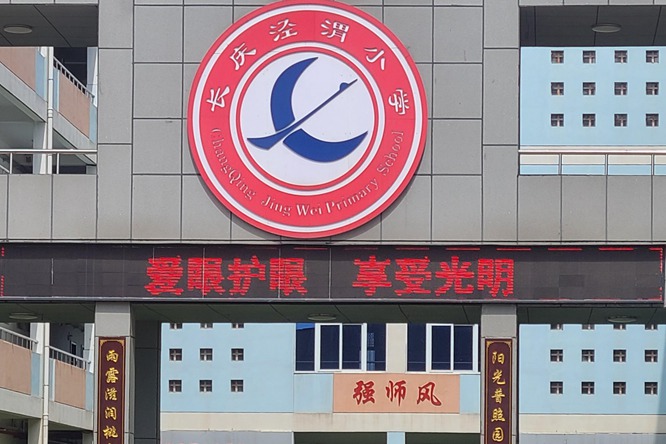 长庆泾渭小学
ChangQing Jing Wei Primary School
爱眼护眼 享受光明
雨露滋润桃
强师风
阳光普照园